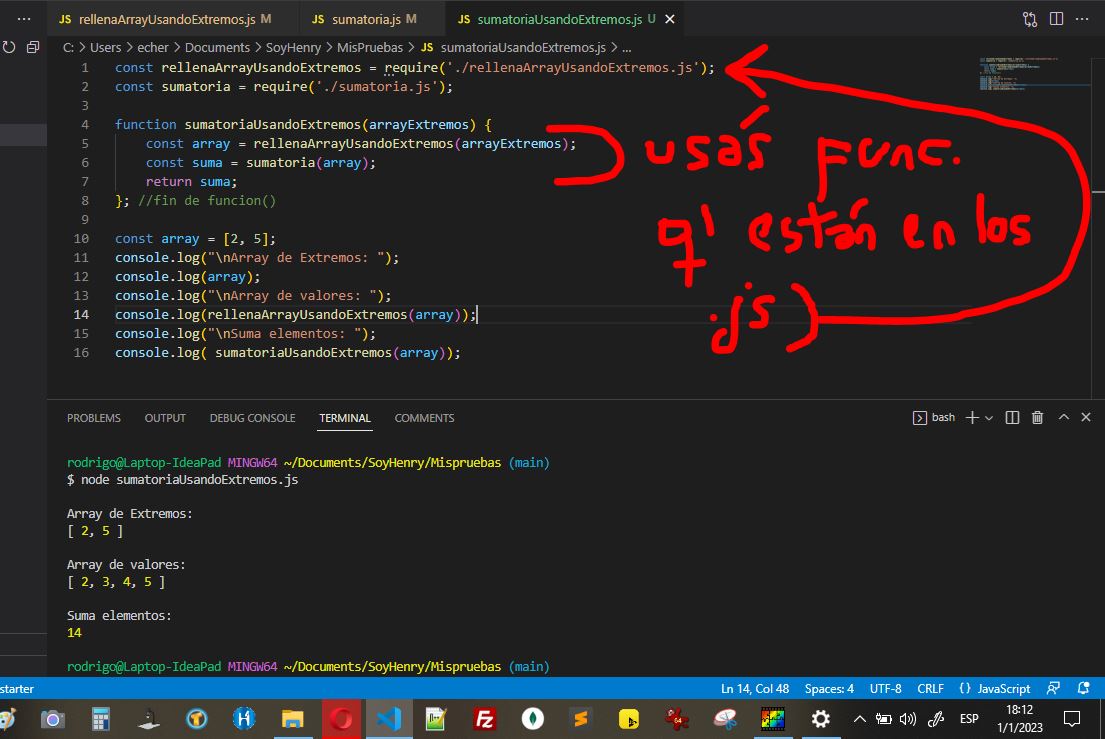 JS rellenaArrayUsandoExtremos.js M
JS sumatoria.js M
JS sumatoriaUsandoExtremos.js U
C: > Users > echer > Documents > SoyHenry > MisPruebas > JS sumatoriaUsandoExtremos.js > ...
1 const rellenaArrayUsandoExtremos = require('./rellenaArrayUsandoExtremos.js');
2 const sumatoria = require('./sumatoria.js');
3
4 function sumatoriaUsandoExtremos(arrayExtremos) {
5 const array = rellenaArrayUsandoExtremos(arrayExtremos);
6 const suma = sumatoria(array);
7 return suma;
8 }; //fin de funcion()
9
10 const array = [2, 5];
11 console.log("\nArray de Extremos: ");
12 console.log(array);
13 console.log("\nArray de valores: ");
14 console.log(rellenaArrayUsandoExtremos(array));
15 console.log("\nSuma elementos: ");
16 console.log( sumatoriaUsandoExtremos(array));
usás func.
q' están en los
.js
PROBLEMS OUTPUT DEBUG CONSOLE TERMINAL COMMENTS
bash
rodrigo@Laptop-IdeaPad MINGW64 ~/Documents/SoyHenry/Mispruebas (main)
$ node sumatoriaUsandoExtremos.js
Array de Extremos:
[ 2, 5 ]
Array de valores:
[ 2, 3, 4, 5 ]
Suma elementos:
14
rodrigo@Laptop-IdeaPad MINGW64 ~/Documents/SoyHenry/Mispruebas (main)
starter
Ln 14, Col 48 Spaces: 4 UTF-8 CRLF {} JavaScript
ESP
18:12
1/1/2023